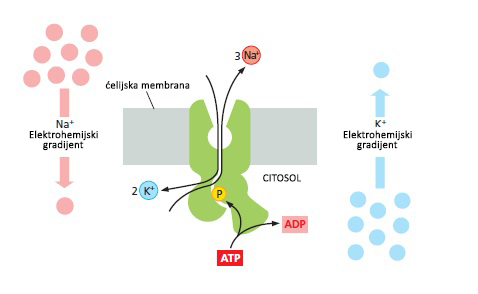 3 Na⁺
ćelijska membrana
Na⁺
Elektrohemijski
gradijent
K⁺
Elektrohemijski
gradijent
CITOSOL
2 K⁺
P
ADP
ATP